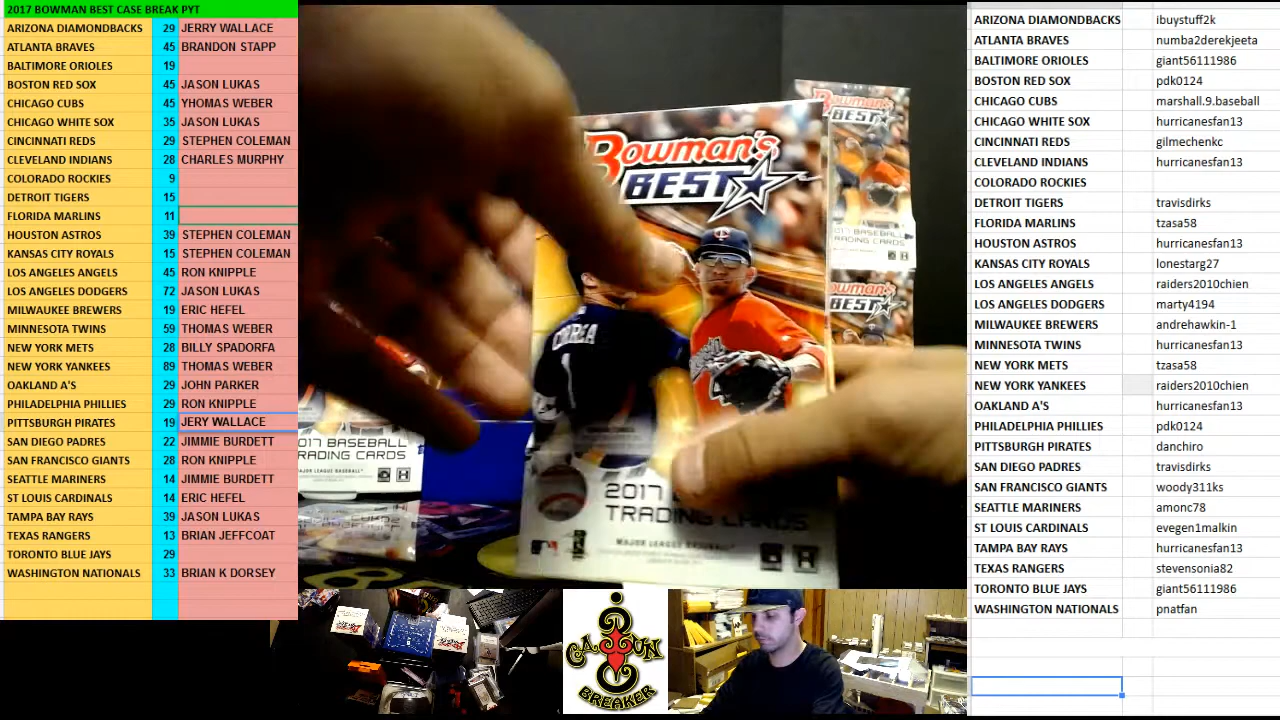 2017 BOWMAN BEST CASE BREAK PYT
ARIZONA DIAMONDBACKS 29 JERRY WALLACE
ATLANTA BRAVES 45 BRANDON STAPP
BALTIMORE ORIOLES 19
BOSTON RED SOX 45 JASON LUKAS
CHICAGO CUBS 45 YHOMAS WEBER
CHICAGO WHITE SOX 35 JASON LUKAS
CINCINNATI REDS 29 STEPHEN COLEMAN
CLEVELAND INDIANS 28 CHARLES MURPHY
COLORADO ROCKIES 9
DETROIT TIGERS 15
FLORIDA MARLINS 11
HOUSTON ASTROS 39 STEPHEN COLEMAN
KANSAS CITY ROYALS 15 STEPHEN COLEMAN
LOS ANGELES ANGELS 45 RON KNIPPLE
LOS ANGELES DODGERS 72 JASON LUKAS
MILWAUKEE BREWERS 19 ERIC HEFEL
MINNESOTA TWINS 59 THOMAS WEBER
NEW YORK METS 28 BILLY SPADORFA
NEW YORK YANKEES 89 THOMAS WEBER
OAKLAND A'S 29 JOHN PARKER
PHILADELPHIA PHILLIES 29 RON KNIPPLE
PITTSBURGH PIRATES 19 JERY WALLACE
SAN DIEGO PADRES 22 JIMMIE BURDETT
SAN FRANCISCO GIANTS 28 RON KNIPPLE
SEATTLE MARINERS 14 JIMMIE BURDETT
ST LOUIS CARDINALS 14 ERIC HEFEL
TAMPA BAY RAYS 39 JASON LUKAS
TEXAS RANGERS 13 BRIAN JEFFCOAT
TORONTO BLUE JAYS 29
WASHINGTON NATIONALS 33 BRIAN K DORSEY
Bowman's
BEST
CORREA
1
2017
TRADING CARDS
MAJOR LEAGUE BASEBALL
Bowman's
BEST
2017 BASEBALL
TRADING CARDS
BEST
2017 BASEBALL
TRADING CARDS
MAJOR LEAGUE BASEBALL
CAJUN
BREAKER
ARIZONA DIAMONDBACKS ibuystuff2k
ATLANTA BRAVES numba2derekjeeta
BALTIMORE ORIOLES giant56111986
BOSTON RED SOX pdk0124
CHICAGO CUBS marshall.9.baseball
CHICAGO WHITE SOX hurricanesfan13
CINCINNATI REDS gilmechenkc
CLEVELAND INDIANS hurricanesfan13
COLORADO ROCKIES
DETROIT TIGERS travisdirks
FLORIDA MARLINS tzasa58
HOUSTON ASTROS hurricanesfan13
KANSAS CITY ROYALS lonestarg27
LOS ANGELES ANGELS raiders2010chien
LOS ANGELES DODGERS marty4194
MILWAUKEE BREWERS andrehawkin-1
MINNESOTA TWINS hurricanesfan13
NEW YORK METS tzasa58
NEW YORK YANKEES raiders2010chien
OAKLAND A'S hurricanesfan13
PHILADELPHIA PHILLIES pdk0124
PITTSBURGH PIRATES danchiro
SAN DIEGO PADRES travisdirks
SAN FRANCISCO GIANTS woody311ks
SEATTLE MARINERS amonc78
ST LOUIS CARDINALS evegen1malkin
TAMPA BAY RAYS hurricanesfan13
TEXAS RANGERS stevensonia82
TORONTO BLUE JAYS giant56111986
WASHINGTON NATIONALS pnatfan